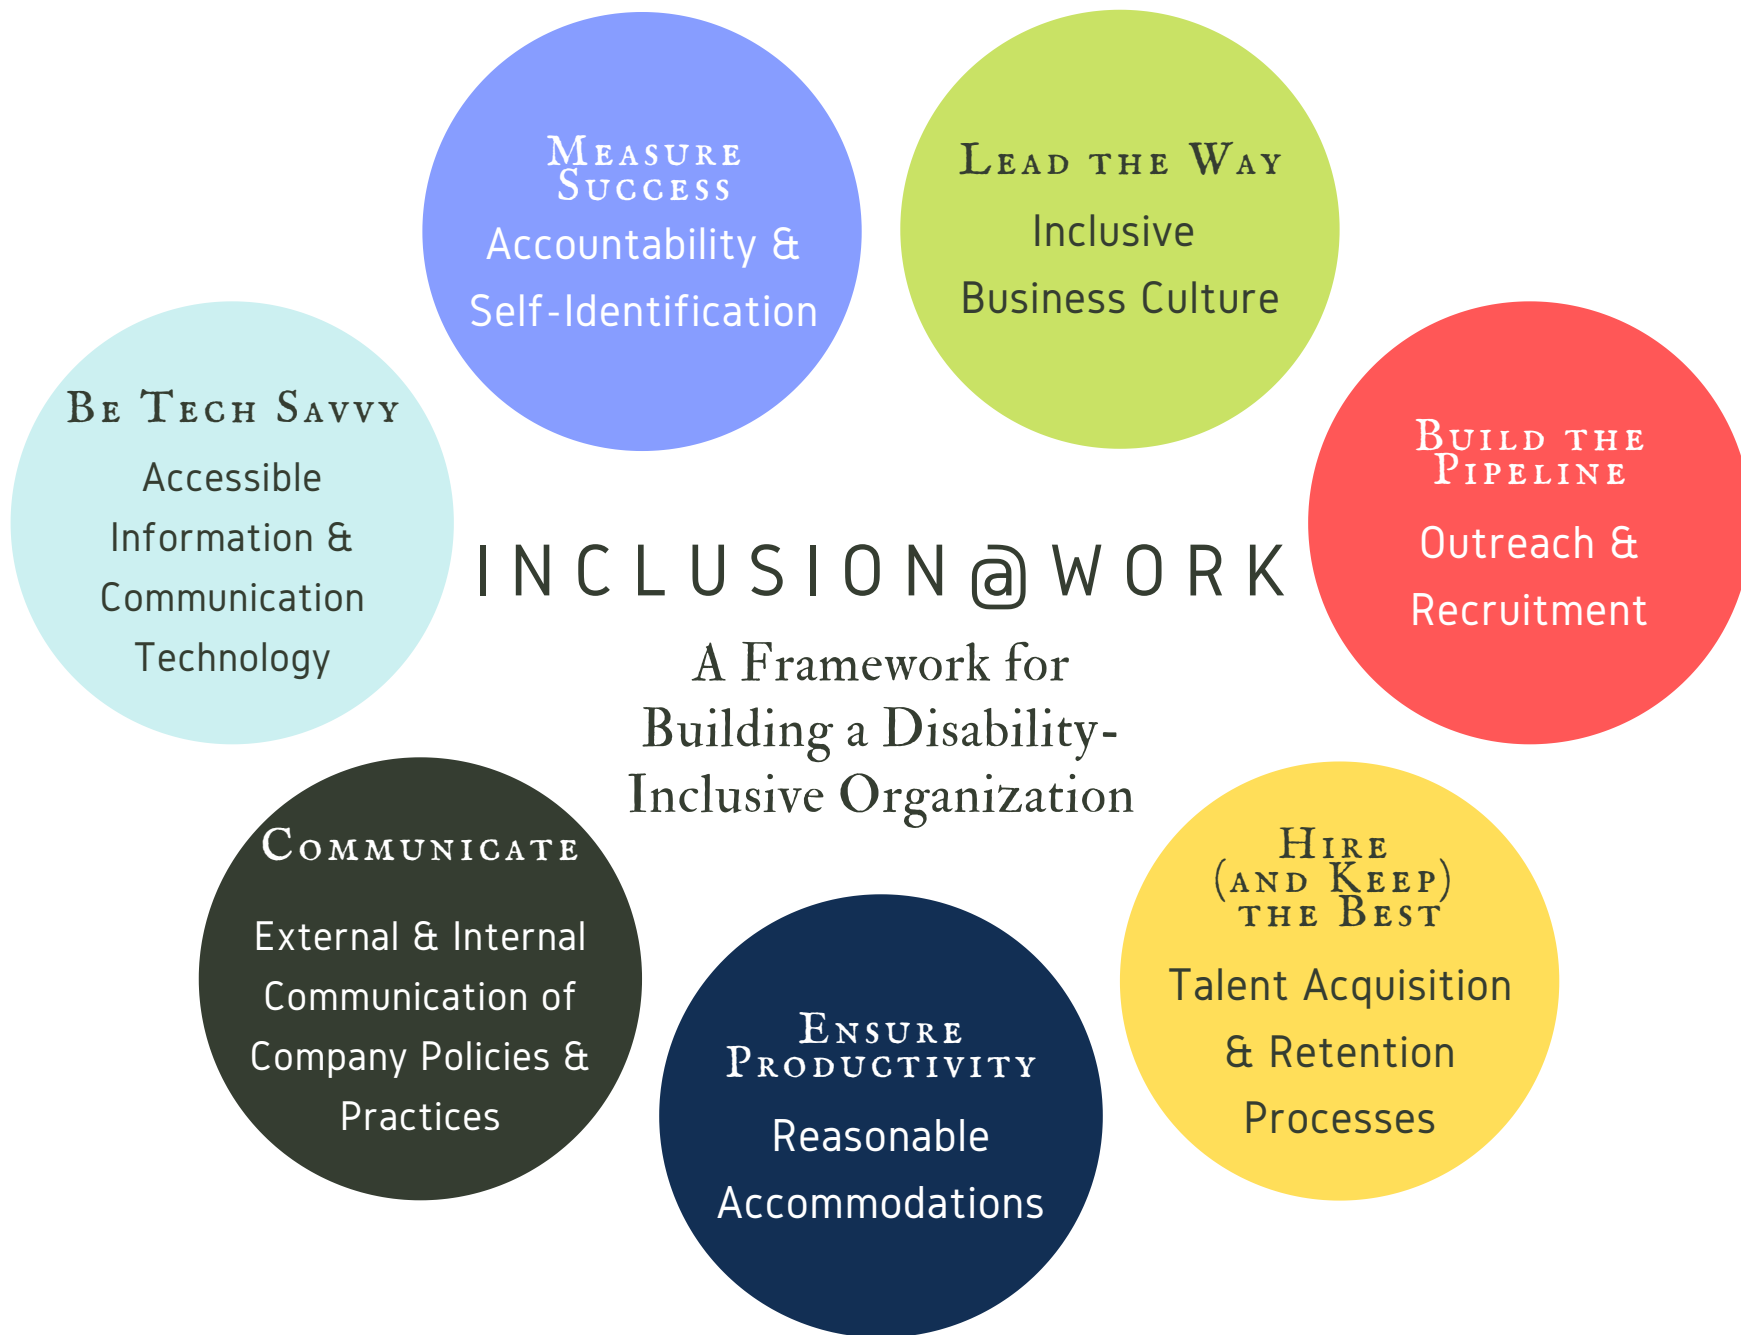 INCLUSION@WORK
A Framework for
Building a Disability-
Inclusive Organization
Lead the Way
Inclusive
Business Culture
Build the
Pipeline
Outreach &
Recruitment
Hire
(and Keep)
the Best
Talent Acquisition
& Retention
Processes
Ensure
Productivity
Reasonable
Accommodations
Communicate
External & Internal
Communication of
Company Policies &
Practices
Be Tech Savvy
Accessible
Information &
Communication
Technology
Measure
Success
Accountability &
Self-Identification